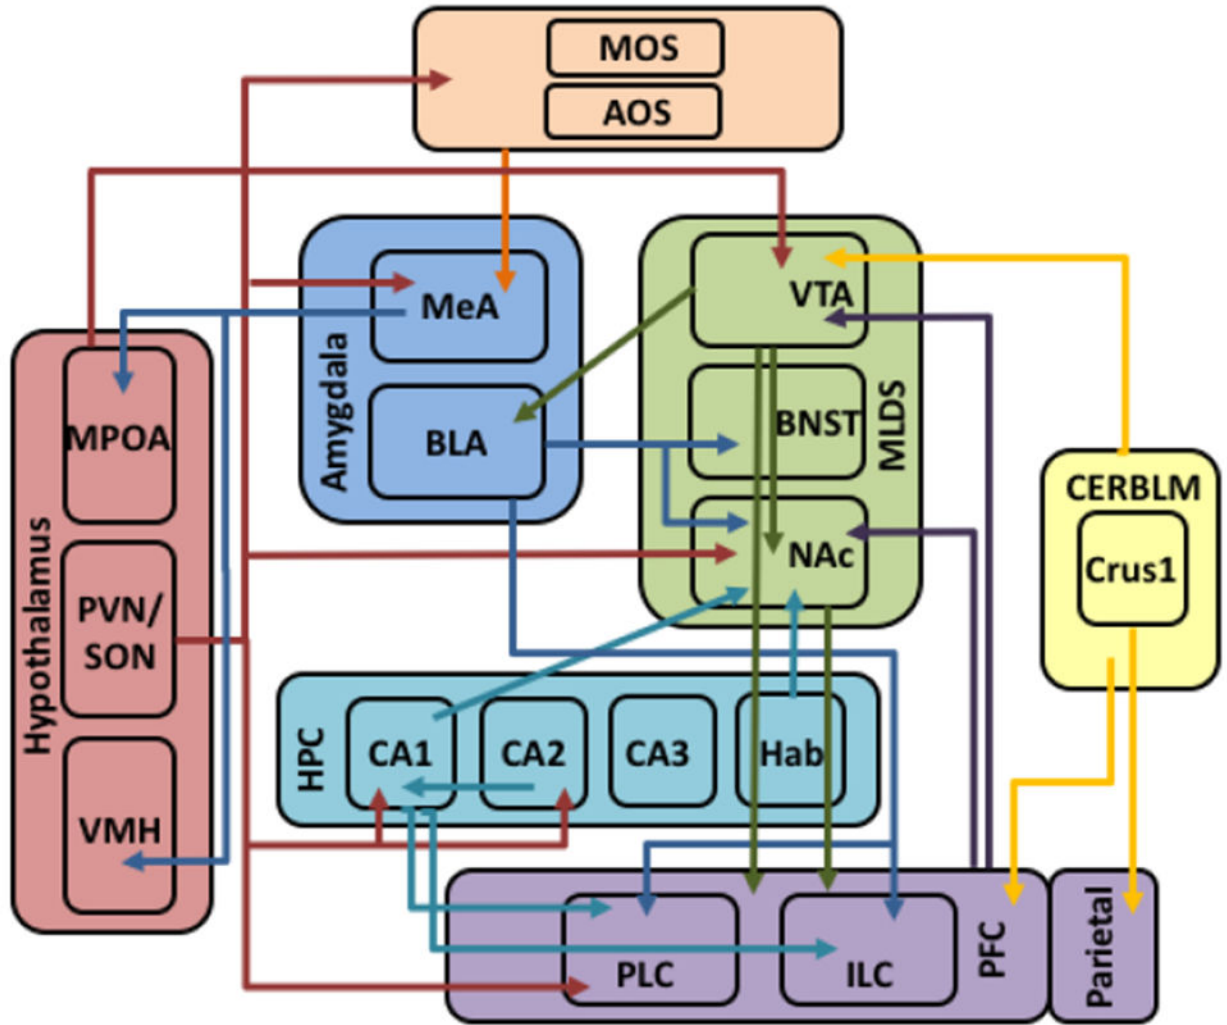 MOS
AOS
MeA
BLA
Amygdala
VTA
BNST
NAc
MLDS
MPOA
PVN/
SON
VMH
Hypothalamus
CERBLM
Crus1
HPC
CA1
CA2
CA3
Hab
PLC
ILC
PFC
Parietal